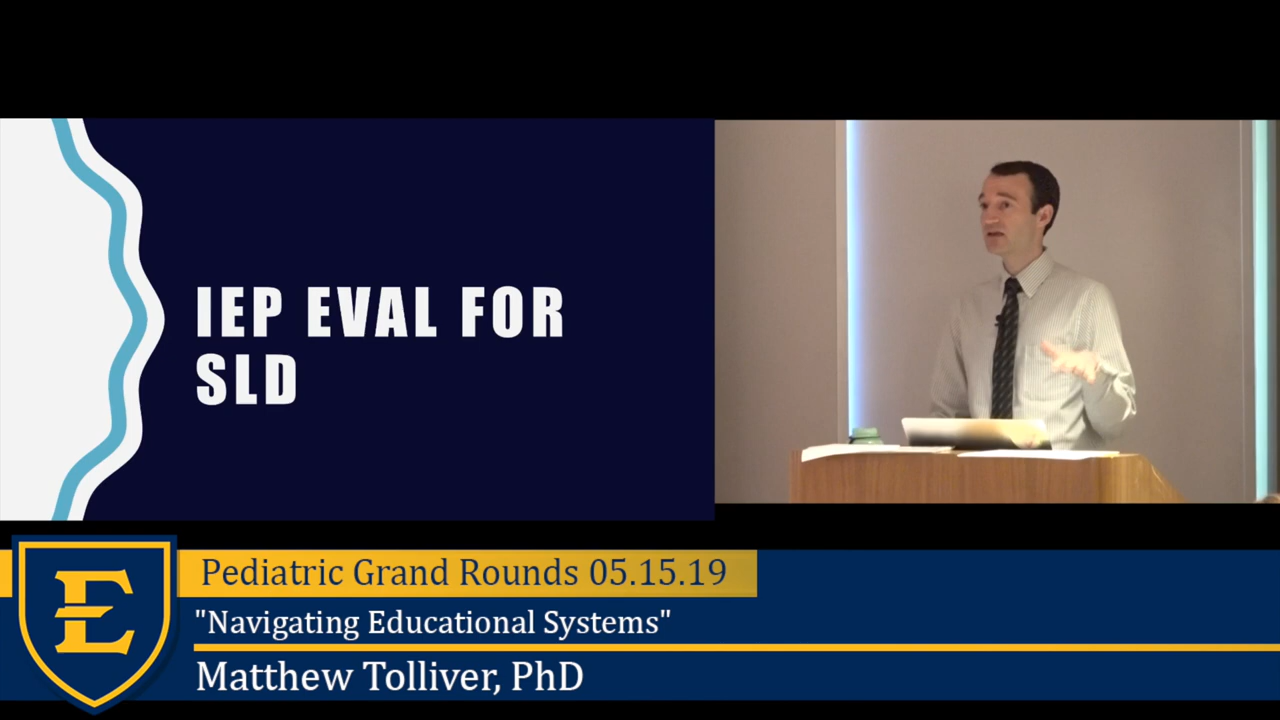 IEP EVAL FOR
SLD
E
Pediatric Grand Rounds 05.15.19
"Navigating Educational Systems"
Matthew Tolliver, PhD